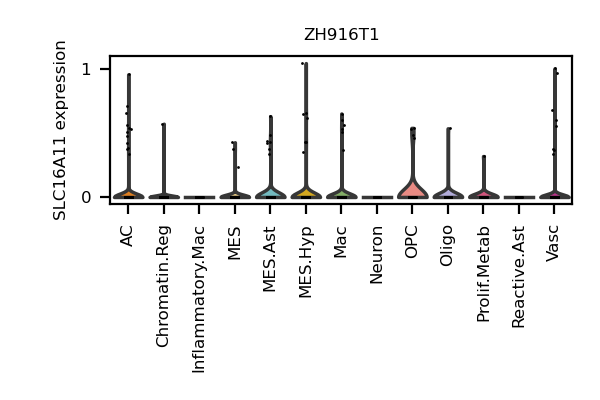 ZH916T1
SLC16A11 expression
1
0
AC
Chromatin.Reg
Inflammatory.Mac
MES
MES.Ast
MES.Hyp
Mac
Neuron
OPC
Oligo
Prolif.Metab
Reactive.Ast
Vasc